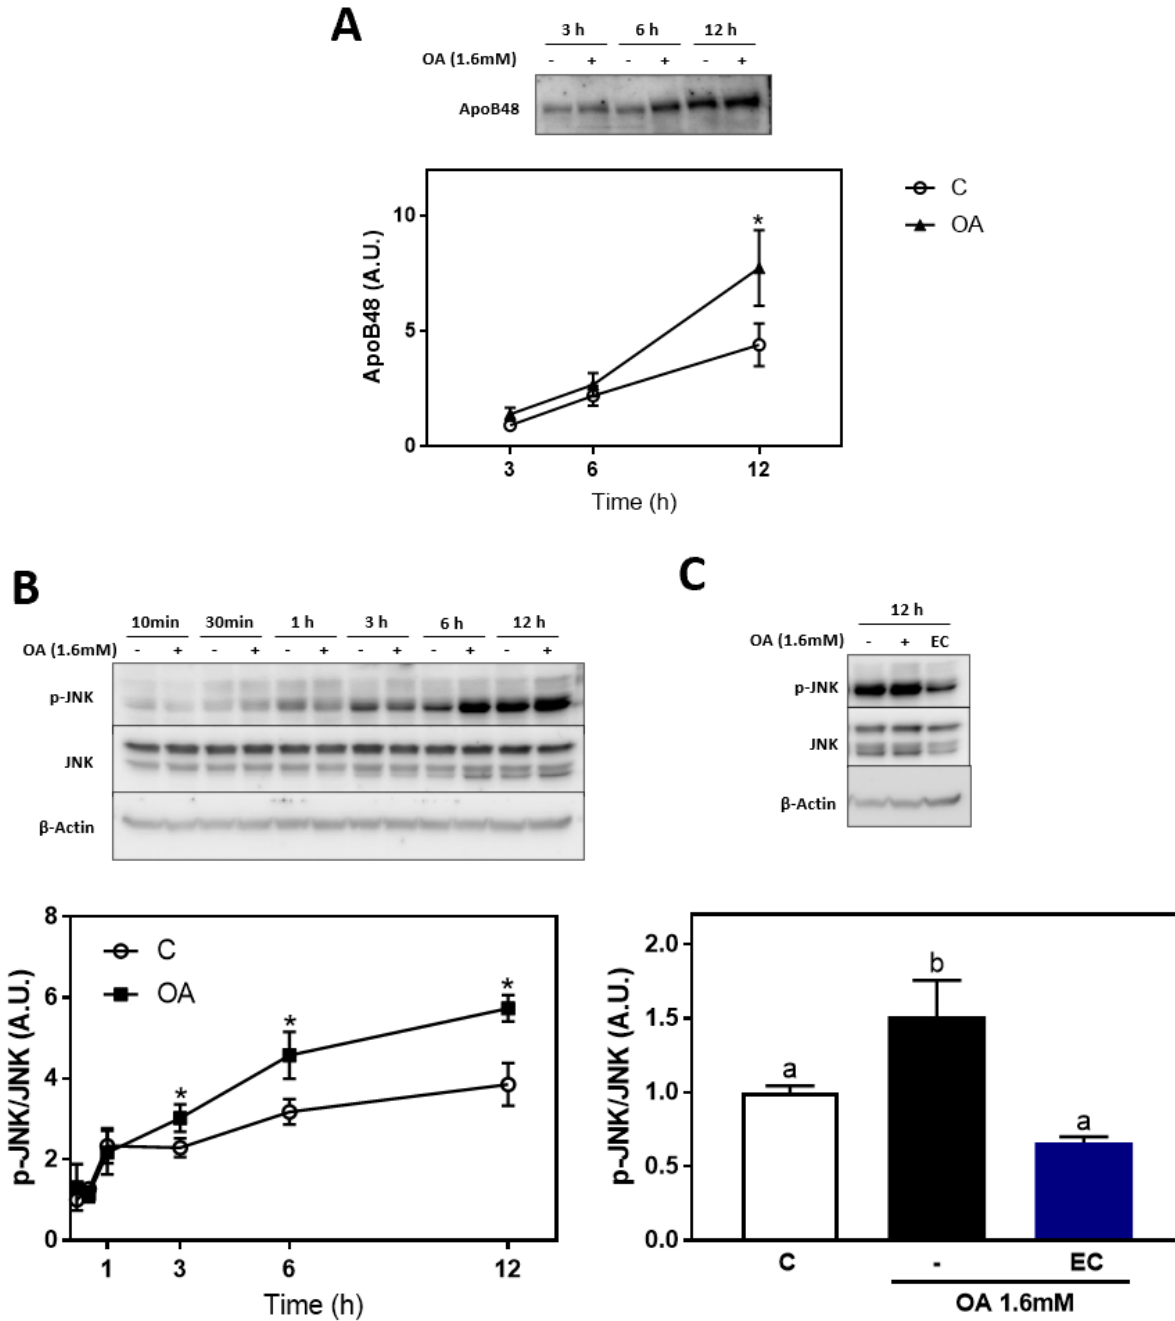 A
3 h 6 h 12 h
OA (1.6mM) - + - + - +
ApoB48
C
OA
ApoB48 (A.U.)
10
5
0
*
3 6 12
Time (h)
B
10min 30min 1 h 3 h 6 h 12 h
OA (1.6mM) - + - + - + - + - + - +
p-JNK
JNK
β-Actin
p-JNK/JNK (A.U.)
8
6
4
2
0
C
OA
* * *
1 3 6 12
Time (h)
C
12 h
OA (1.6mM) - + EC
p-JNK
JNK
β-Actin
p-JNK/JNK (A.U.)
2.0
1.5
1.0
0.5
0.0
a b a
C - EC
OA 1.6mM